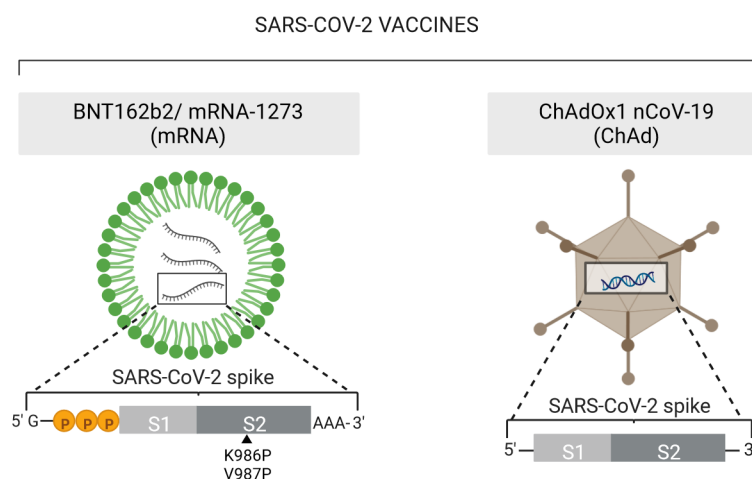 SARS-COV-2 VACCINES
BNT162b2/ mRNA-1273
(mRNA)
ChAdOx1 nCoV-19
(ChAd)
SARS-CoV-2 spike
5' G P P P S1 S2 AAA- 3'
K986P
V987P
SARS-CoV-2 spike
5' S1 S2 3'